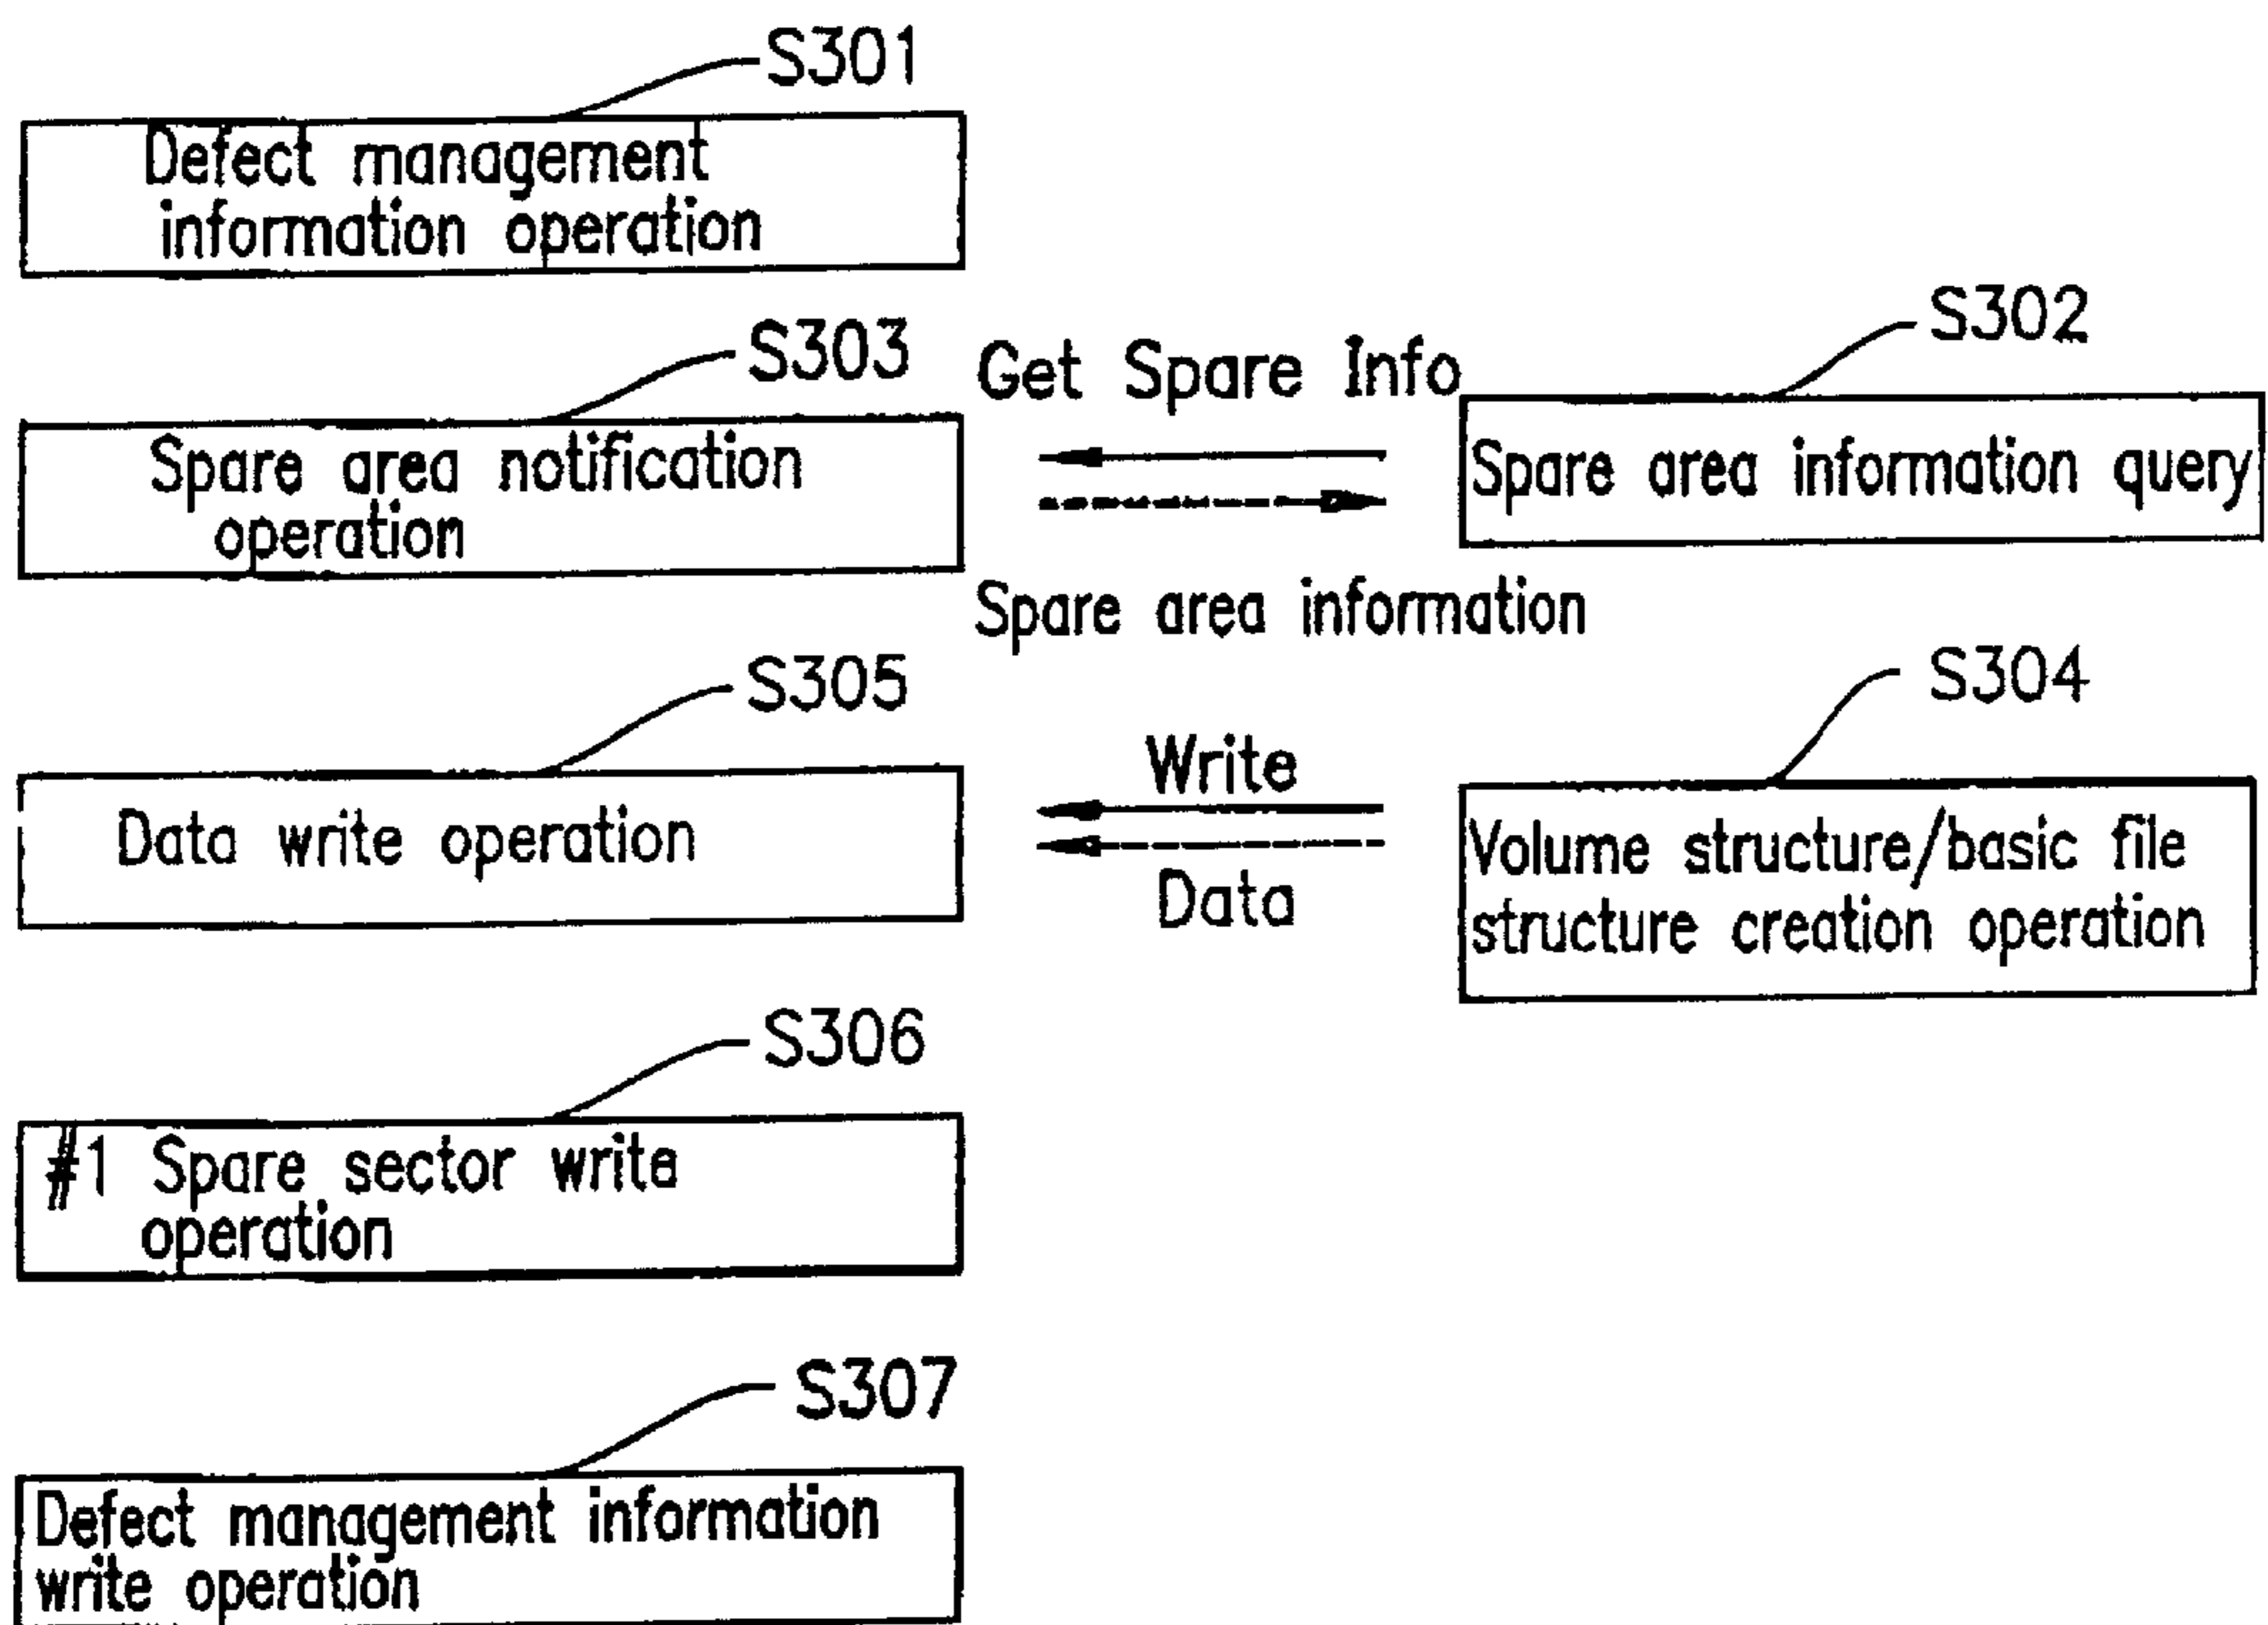 S301
Defect management
information operation
S302
S303
Get Spare Info
Spare area notification
operation
Spare area information query
Spare area information
S305
S304
Write
Data write operation
Volume structure/basic file
structure creation operation
Data
S306
#1 Spare sector write
operation
S307
Defect management information
write operation